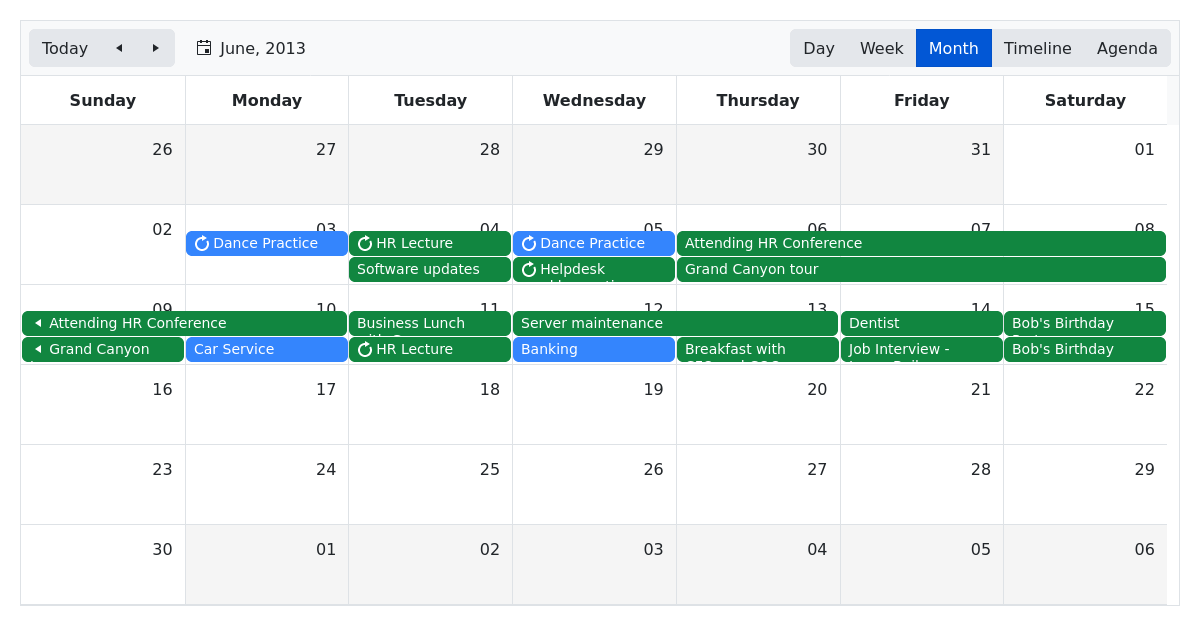 Today June, 2013 Day Week Month Timeline Agenda
Sunday Monday Tuesday Wednesday Thursday Friday Saturday
26 27 28 29 30 31 01
02 03 04 05 06 07 08
Dance Practice HR Lecture Dance Practice Attending HR Conference
Software updates Helpdesk Grand Canyon tour
09 10 11 12 13 14 15
Attending HR Conference Business Lunch Server maintenance Dentist Bob's Birthday
Grand Canyon Car Service HR Lecture Banking Breakfast with Job Interview - Bob's Birthday
16 17 18 19 20 21 22
23 24 25 26 27 28 29
30 01 02 03 04 05 06